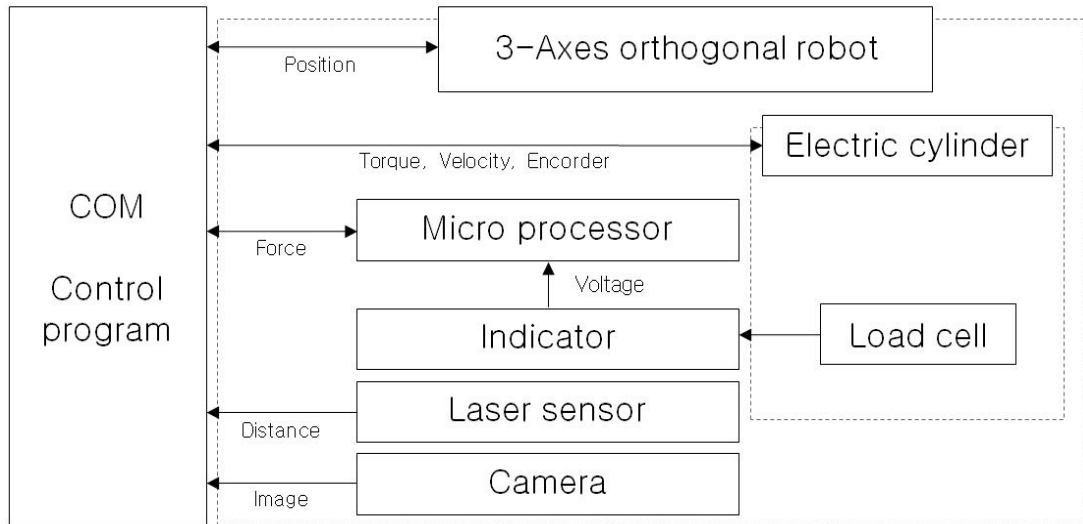 3-Axes orthogonal robot
Position
Electric cylinder
Torque, Velocity, Encorder
COM
Control
program
Micro processor
Force
Voltage
Indicator
Load cell
Laser sensor
Distance
Camera
Image